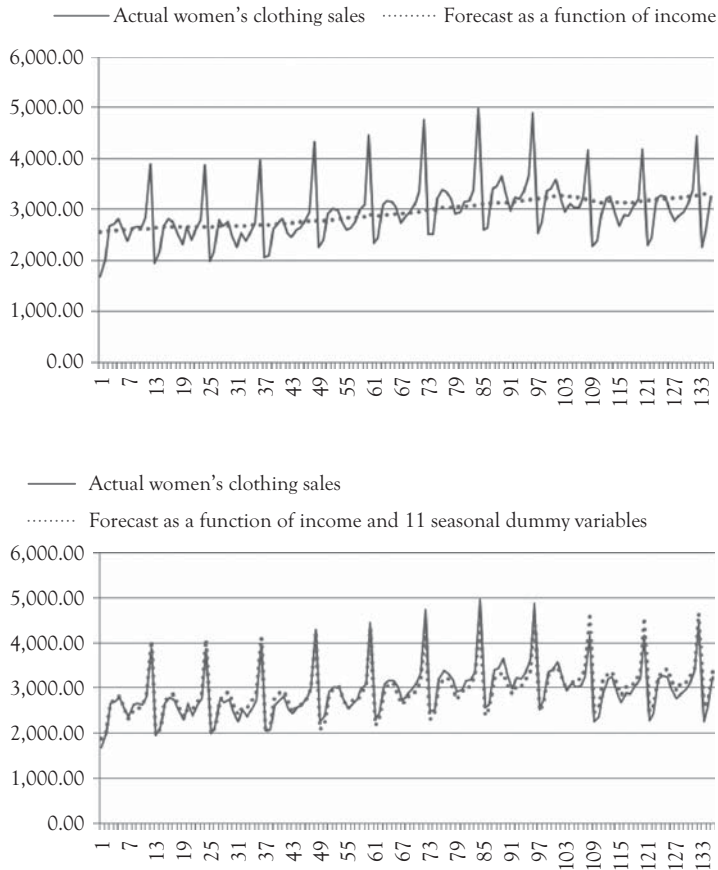 Actual women's clothing sales Forecast as a function of income
6,000.00
5,000.00
4,000.00
3,000.00
2,000.00
1,000.00
0.00
1 7 13 19 25 31 37 43 49 55 61 67 73 79 85 91 97 103 109 115 121 127 133
Actual women's clothing sales
Forecast as a function of income and 11 seasonal dummy variables
6,000.00
5,000.00
4,000.00
3,000.00
2,000.00
1,000.00
0.00
1 7 13 19 25 31 37 43 49 55 61 67 73 79 85 91 97 103 109 115 121 127 133